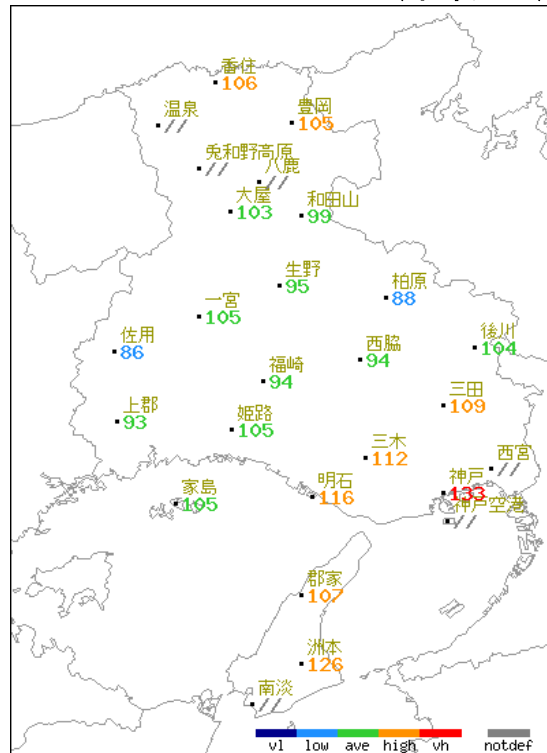 香住
106
温泉
//
豊岡
105
兎和野高原
//
八鹿
//
大屋
103
和田山
99
生野
95
柏原
88
一宮
105
佐用
86
西脇
94
後川
104
福崎
94
三田
109
上郡
93
姫路
105
三木
112
西宮
//
家島
105
明石
116
神戸
133
神戸空港
//
郡家
107
洲本
126
南淡
//
vl low ave high vh notdef